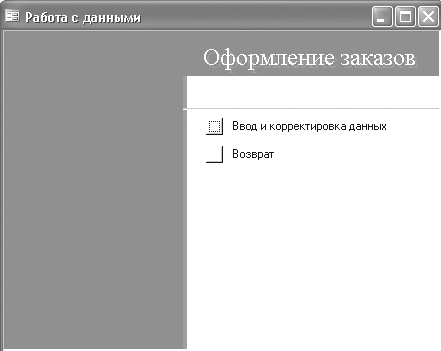 Работа с данными
Оформление заказов
Ввод и корректировка данных
Возврат